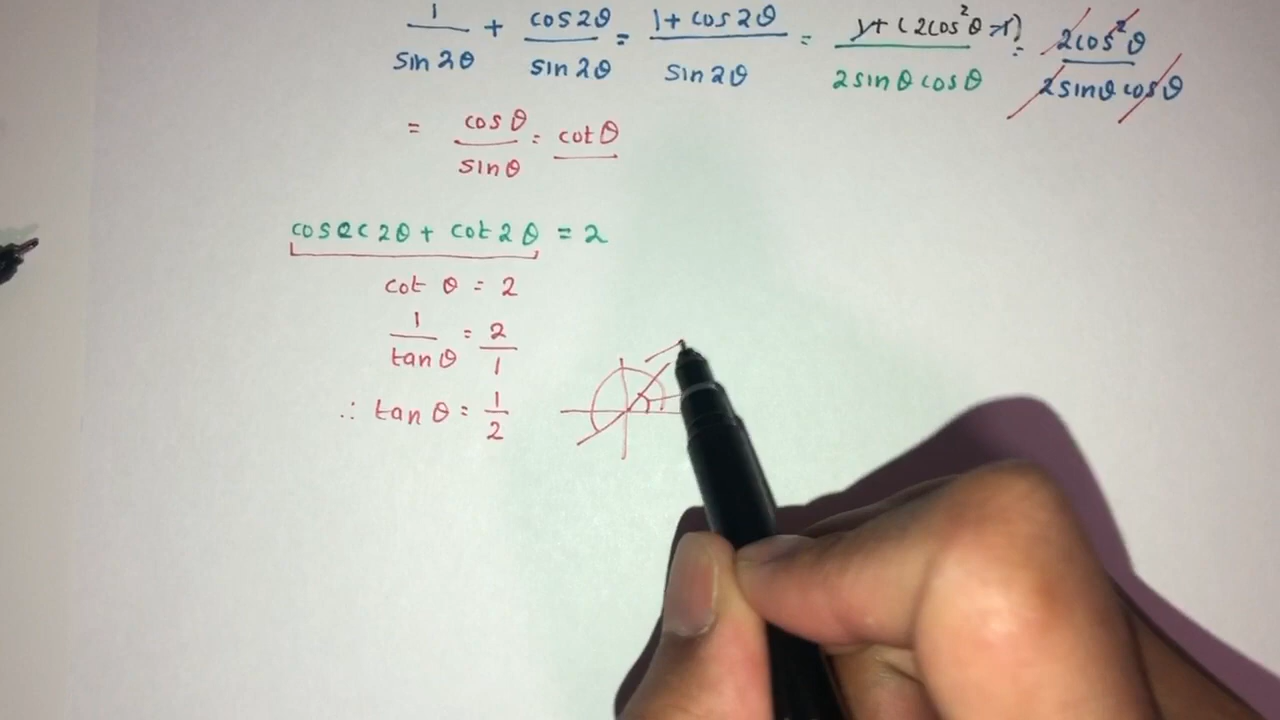 1/sin 2θ + cos 2θ/sin 2θ = 1 + cos 2θ/sin 2θ = 1 + (2cos²θ - 1)/2 sin θ cos θ = 2cos²θ/2 sin θ cos θ
= cos θ/sin θ = cot θ
cosec 2θ + cot 2θ = 2
cot θ = 2
1/tan θ = 2/1
∴ tan θ = 1/2